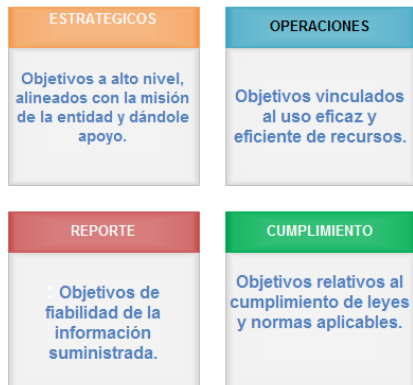 ESTRATEGICOS
Objetivos a alto nivel,
alineados con la misión
de la entidad y dándole
apoyo.
OPERACIONES
Objetivos vinculados
al uso eficaz y
eficiente de recursos.
REPORTE
: Objetivos de
fiabilidad de la
información
suministrada.
CUMPLIMIENTO
Objetivos relativos al
cumplimiento de leyes
y normas aplicables.